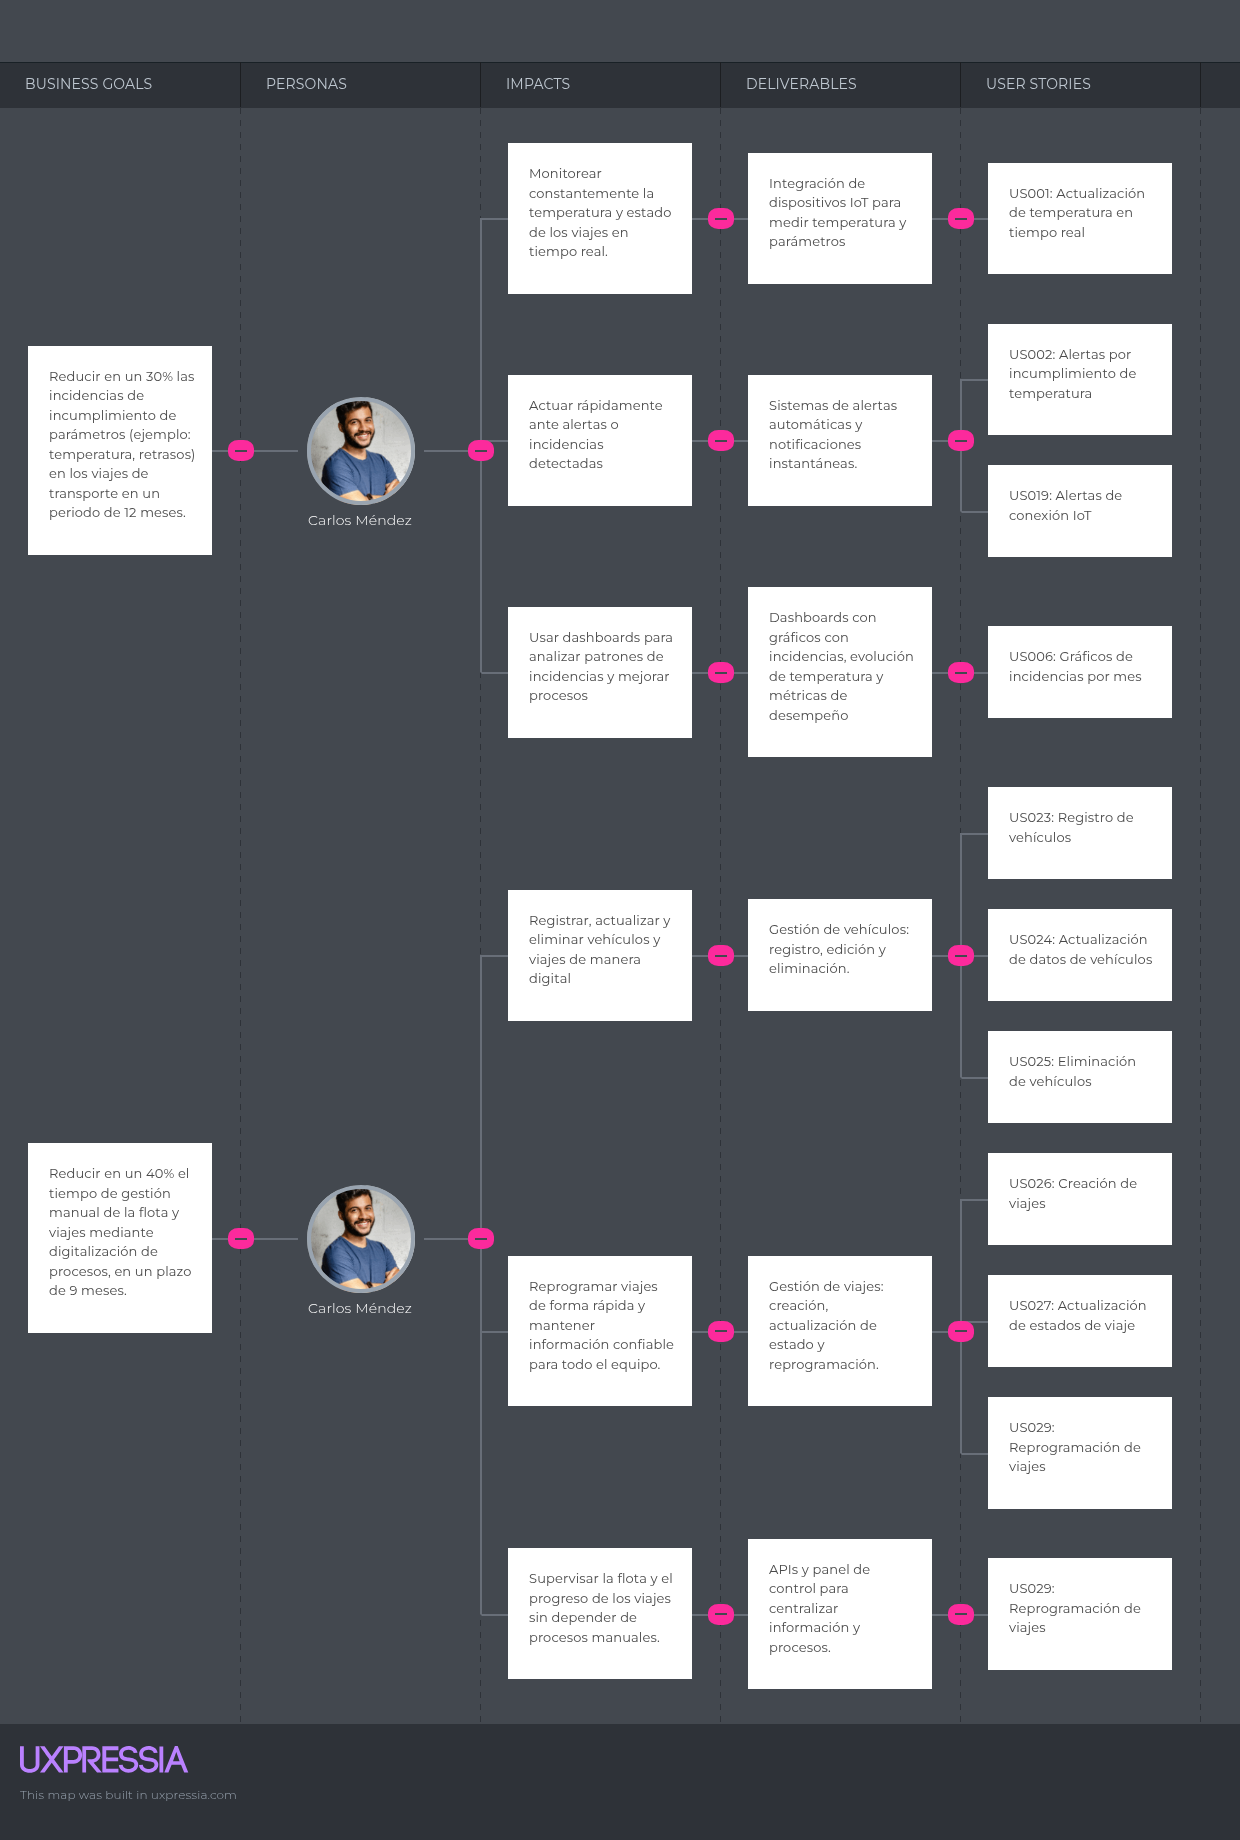 BUSINESS GOALS
PERSONAS
IMPACTS
DELIVERABLES
USER STORIES
Reducir en un 30% las
incidencias de
incumplimiento de
parámetros (ejemplo:
temperatura, retrasos)
en los viajes de
transporte en un
periodo de 12 meses.
Carlos Méndez
Monitorear
constantemente la
temperatura y estado
de los viajes en
tiempo real.
Integración de
dispositivos IoT para
medir temperatura y
parámetros
US001: Actualización
de temperatura en
tiempo real
Actuar rápidamente
ante alertas o
incidencias
detectadas
Sistemas de alertas
automáticas y
notificaciones
instantáneas.
US002: Alertas por
incumplimiento de
temperatura
US019: Alertas de
conexión IoT
Usar dashboards para
analizar patrones de
incidencias y mejorar
procesos
Dashboards con
gráficos con
incidencias, evolución
de temperatura y
métricas de
desempeño
US006: Gráficos de
incidencias por mes
Reducir en un 40% el
tiempo de gestión
manual de la flota y
viajes mediante
digitalización de
procesos, en un plazo
de 9 meses.
Carlos Méndez
Registrar, actualizar y
eliminar vehículos y
viajes de manera
digital
Gestión de vehículos:
registro, edición y
eliminación.
US023: Registro de
vehículos
US024: Actualización
de datos de vehículos
US025: Eliminación
de vehículos
Reprogramar viajes
de forma rápida y
mantener
información confiable
para todo el equipo.
Gestión de viajes:
creación,
actualización de
estado y
reprogramación.
US026: Creación de
viajes
US027: Actualización
de estados de viaje
US029:
Reprogramación de
viajes
Supervisar la flota y el
progreso de los viajes
sin depender de
procesos manuales.
APIs y panel de
control para
centralizar
información y
procesos.
US029:
Reprogramación de
viajes
UXPRESSIA
This map was built in uxpressia.com